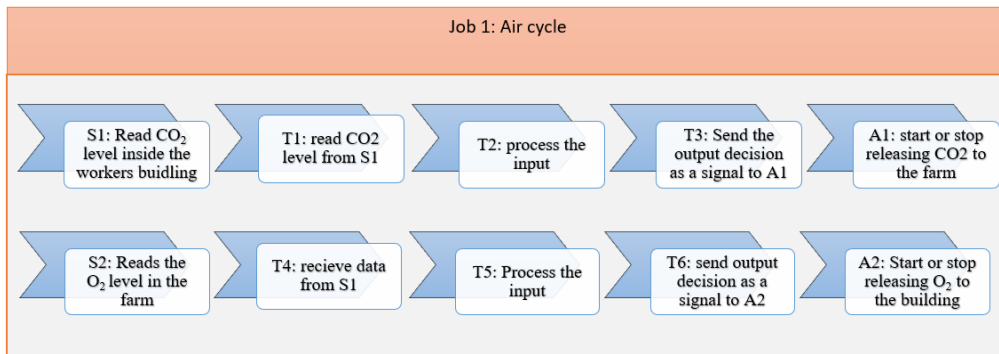 Job 1: Air cycle
S1: Read CO₂
level inside the
workers buidling
T1: read CO2
level from S1
T2: process the
input
T3: Send the
output decision
as a signal to A1
A1: start or stop
releasing CO2 to
the farm
S2: Reads the
O₂ level in the
farm
T4: recieve data
from S1
T5: Process the
input
T6: send output
decision as a
signal to A2
A2: Start or stop
releasing O₂ to
the building